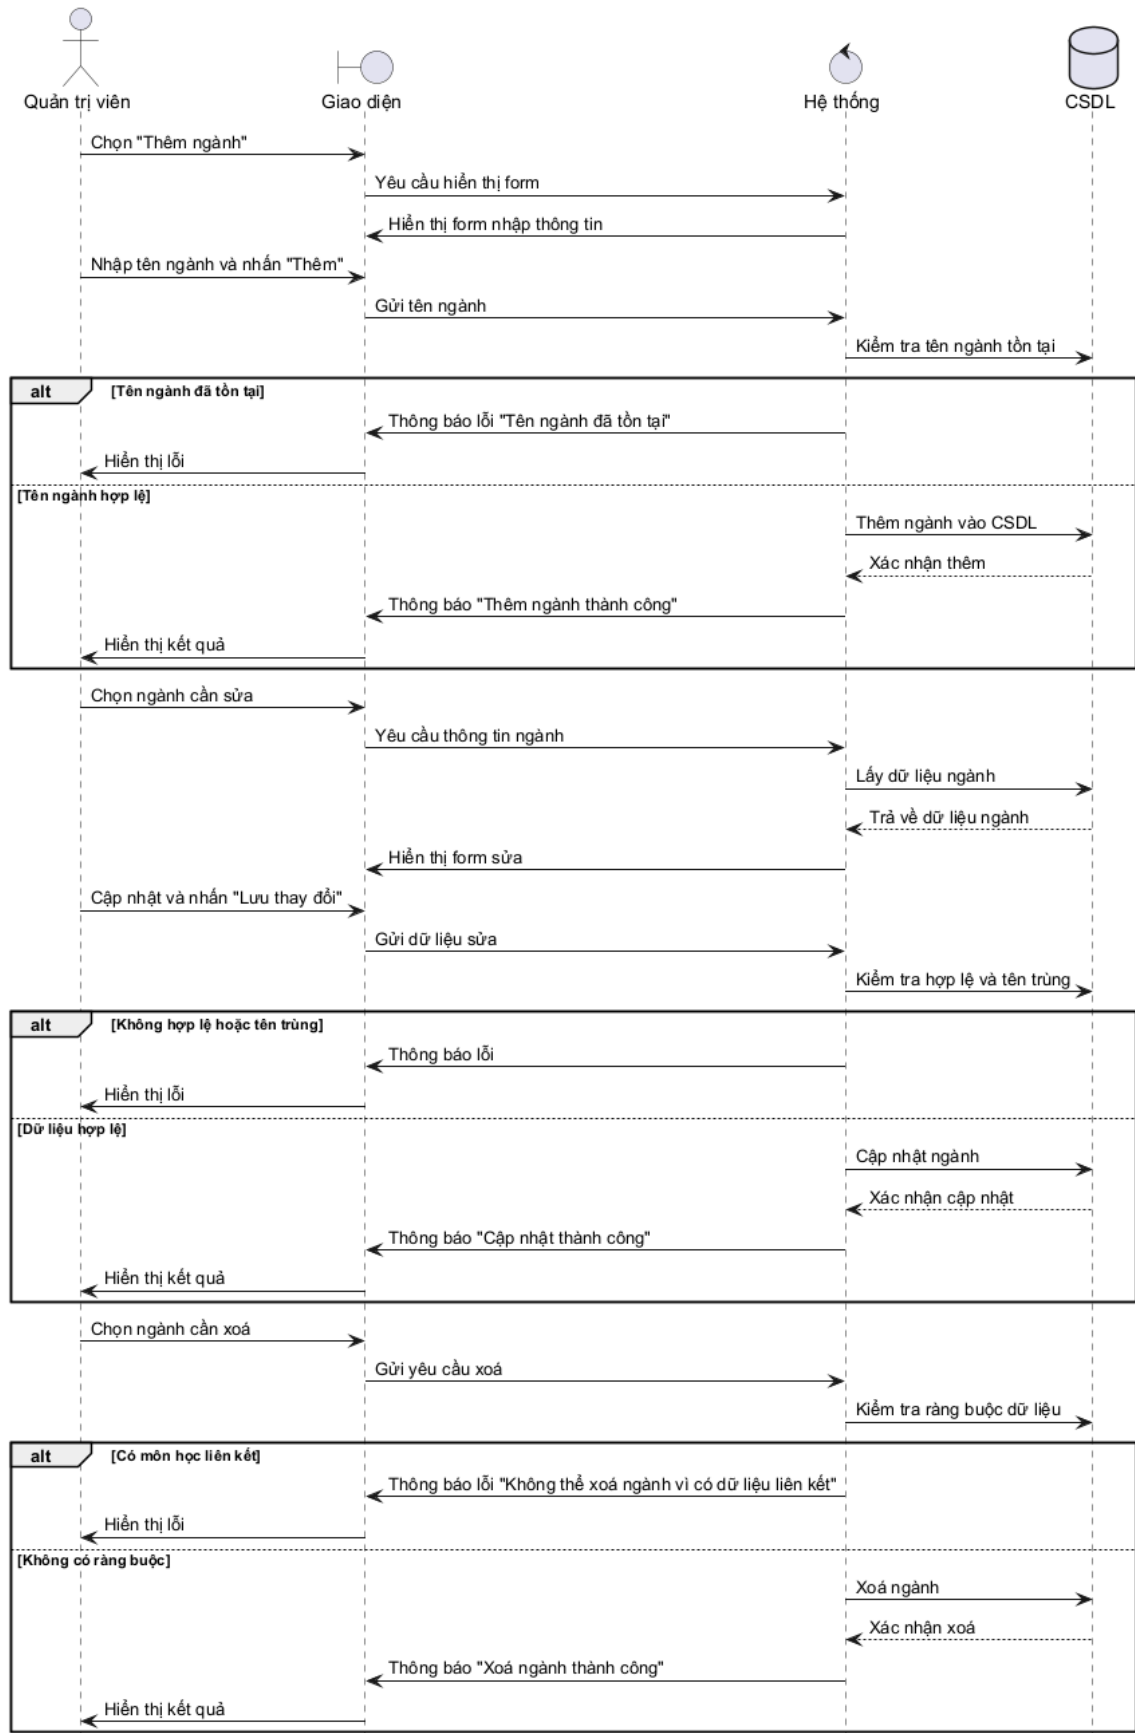 Quản trị viên
Giao diện
Hệ thống
CSDL
Chọn "Thêm ngành"
Yêu cầu hiển thị form
Hiển thị form nhập thông tin
Nhập tên ngành và nhấn "Thêm"
Gửi tên ngành
Kiểm tra tên ngành tồn tại
alt [Tên ngành đã tồn tại]
Thông báo lỗi "Tên ngành đã tồn tại"
Hiển thị lỗi
[Tên ngành hợp lệ]
Thêm ngành vào CSDL
Xác nhận thêm
Thông báo "Thêm ngành thành công"
Hiển thị kết quả
Chọn ngành cần sửa
Yêu cầu thông tin ngành
Lấy dữ liệu ngành
Trả về dữ liệu ngành
Hiển thị form sửa
Cập nhật và nhấn "Lưu thay đổi"
Gửi dữ liệu sửa
Kiểm tra hợp lệ và tên trùng
alt [Không hợp lệ hoặc tên trùng]
Thông báo lỗi
Hiển thị lỗi
[Dữ liệu hợp lệ]
Cập nhật ngành
Xác nhận cập nhật
Thông báo "Cập nhật thành công"
Hiển thị kết quả
Chọn ngành cần xoá
Gửi yêu cầu xoá
Kiểm tra ràng buộc dữ liệu
alt [Có môn học liên kết]
Thông báo lỗi "Không thể xoá ngành vì có dữ liệu liên kết"
Hiển thị lỗi
[Không có ràng buộc]
Xoá ngành
Xác nhận xoá
Thông báo "Xoá ngành thành công"
Hiển thị kết quả